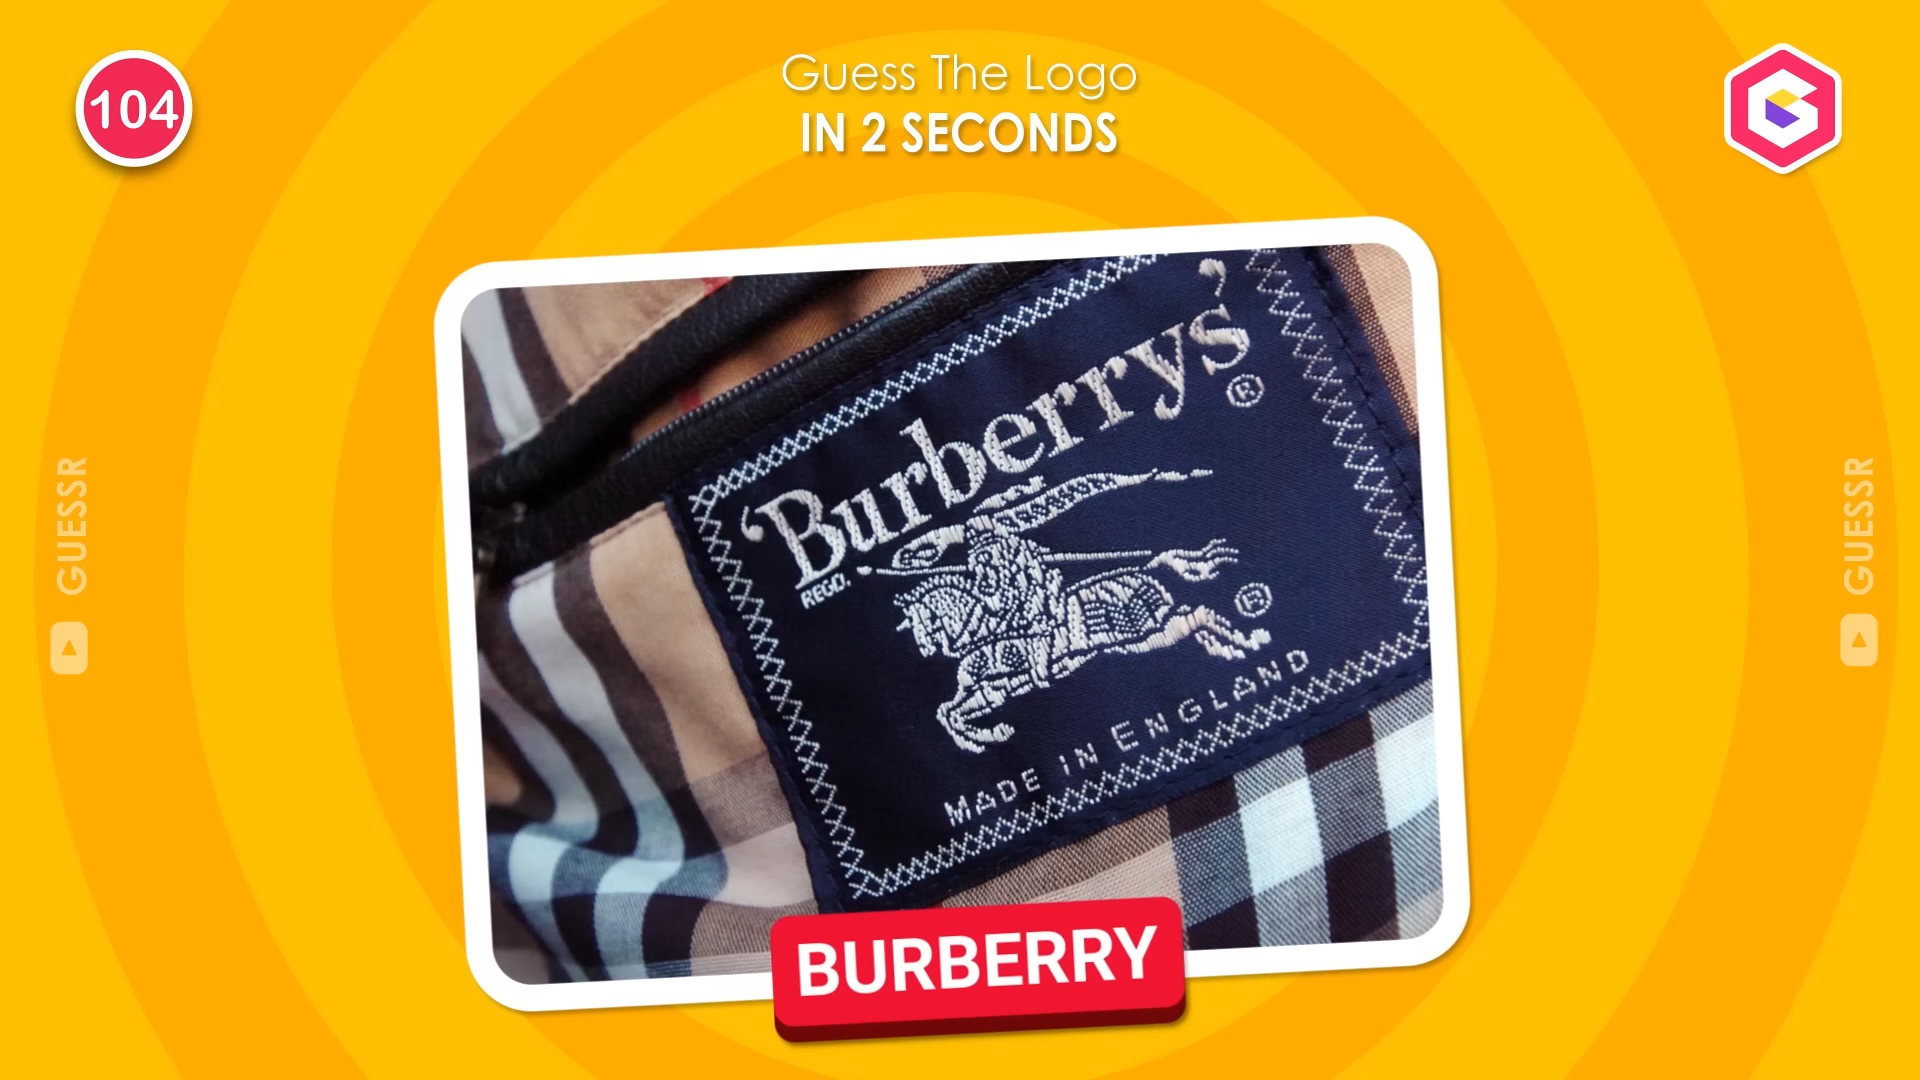 104
Guess The Logo
IN 2 SECONDS
GUESSR
GUESSR
‘Burberrys’
®
REGD.
®
MADE IN ENGLAND
BURBERRY